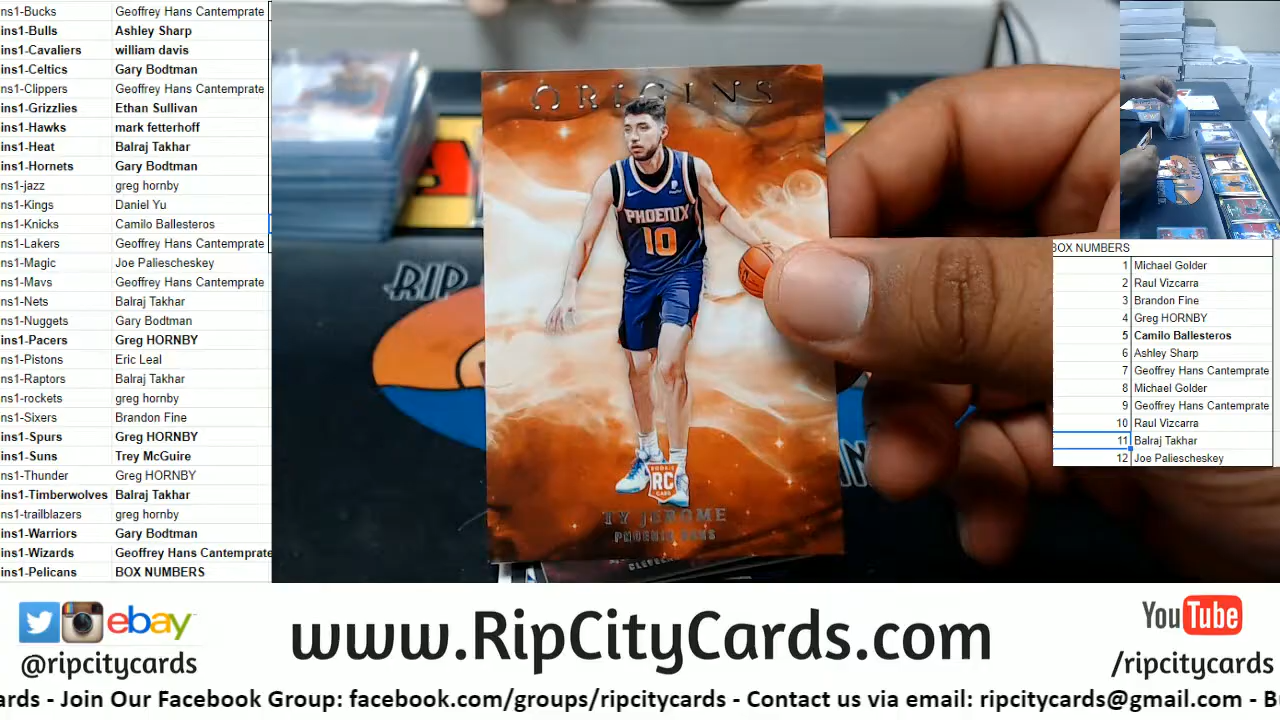 ns1-Bucks Geoffrey Hans Cantemprate
ins1-Bulls Ashley Sharp
ins1-Cavaliers william davis
ins1-Celtics Gary Bodtman
ns1-Clippers Geoffrey Hans Cantemprate
ins1-Grizzlies Ethan Sullivan
ins1-Hawks mark fetterhoff
ins1-Heat Balraj Takhar
ins1-Hornets Gary Bodtman
ns1-jazz greg hornby
ns1-Kings Daniel Yu
ns1-Knicks Camilo Ballesteros
ns1-Lakers Geoffrey Hans Cantemprate
ns1-Magic Joe Paliescheskey
ns1-Mavs Geoffrey Hans Cantemprate
ns1-Nets Balraj Takhar
ns1-Nuggets Gary Bodtman
ins1-Pacers Greg HORNBY
ns1-Pistons Eric Leal
ns1-Raptors Balraj Takhar
ns1-rockets greg hornby
ns1-Sixers Brandon Fine
ins1-Spurs Greg HORNBY
ins1-Suns Trey McGuire
ns1-Thunder Greg HORNBY
ins1-Timberwolves Balraj Takhar
ns1-trailblazers greg hornby
ins1-Warriors Gary Bodtman
ins1-Wizards Geoffrey Hans Cantemprate
ins1-Pelicans BOX NUMBERS
ORIGINS
PayPal
PHOENIX
10
ROOKIE
RC
CARD
TY JEROME
PHOENIX SUNS
RIP
BOX NUMBERS
1 Michael Golder
2 Raul Vizcarra
3 Brandon Fine
4 Greg HORNBY
5 Camilo Ballesteros
6 Ashley Sharp
7 Geoffrey Hans Cantemprate
8 Michael Golder
9 Geoffrey Hans Cantemprate
10 Raul Vizcarra
11 Balraj Takhar
12 Joe Paliescheskey
ebay
@ripcitycards
www.RipCityCards.com
YouTube
/ripcitycards
ards - Join Our Facebook Group: facebook.com/groups/ripcitycards - Contact us via email: ripcitycards@gmail.com - B